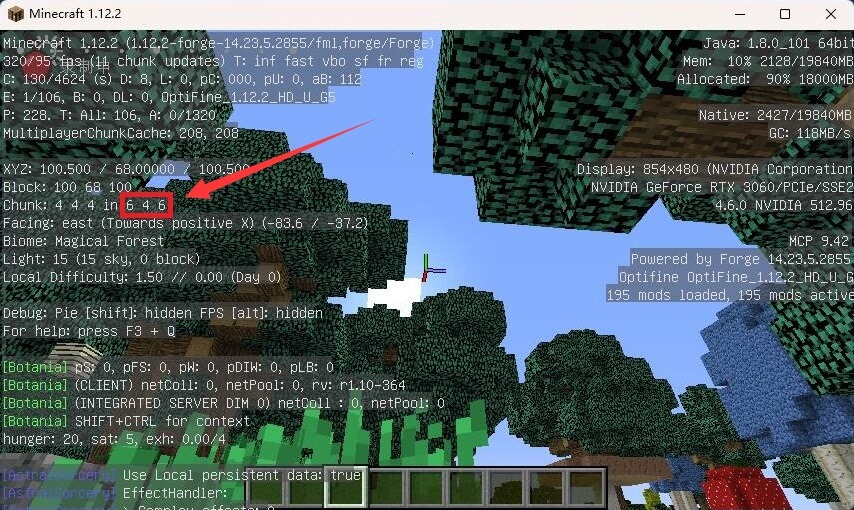 Minecraft 1.12.2
Minecraft 1.12.2 (1.12.2-forge-14.23.5.2855/fml,forge/Forge)
320/95 fps (11 chunk updates) T: inf fast vbo sf fr reg
C: 130/4624 (s) D: 8, L: 0, pC: 000, pU: 0, aB: 112
E: 1/106, B: 0, DL: 0, OptiFine_1.12.2_HD_U_G5
P: 228. T: All: 106, A: 0/1320
MultiplayerChunkCache: 208, 208
XYZ: 100.500 / 68.00000 / 100.500
Block: 100 68 100
Chunk: 4 4 4 in 6 4 6
Facing: east (Towards positive X) (-83.6 / -37.2)
Biome: Magical Forest
Light: 15 (15 sky, 0 block)
Local Difficulty: 1.50 // 0.00 (Day 0)
Debug: Pie [shift]: hidden FPS [alt]: hidden
For help: press F3 + Q
[Botania] pS: 0, pFS: 0, pW: 0, pDIW: 0, pLB: 0
[Botania] (CLIENT) netColl: 0, netPool: 0, rv: r1.10-364
[Botania] (INTEGRATED SERVER DIM 0) netColl : 0, netPool: 0
[Botania] SHIFT+CTRL for context
hunger: 20, sat: 5, exh: 0.00/4
[AstralSorcery] Use Local persistent data: true
[AstralSorcery] EffectHandler:
> Complex effects: 0
Java: 1.8.0_101 64bit
Mem: 10% 2128/19840MB
Allocated: 90% 18000MB
Native: 2427/19840MB
GC: 118MB/s
Display: 854x480 (NVIDIA Corporation
NVIDIA GeForce RTX 3060/PCIe/SSE2
4.6.0 NVIDIA 512.96
MCP 9.42
Powered by Forge 14.23.5.2855
Optifine OptiFine_1.12.2_HD_U_G
195 mods loaded, 195 mods active